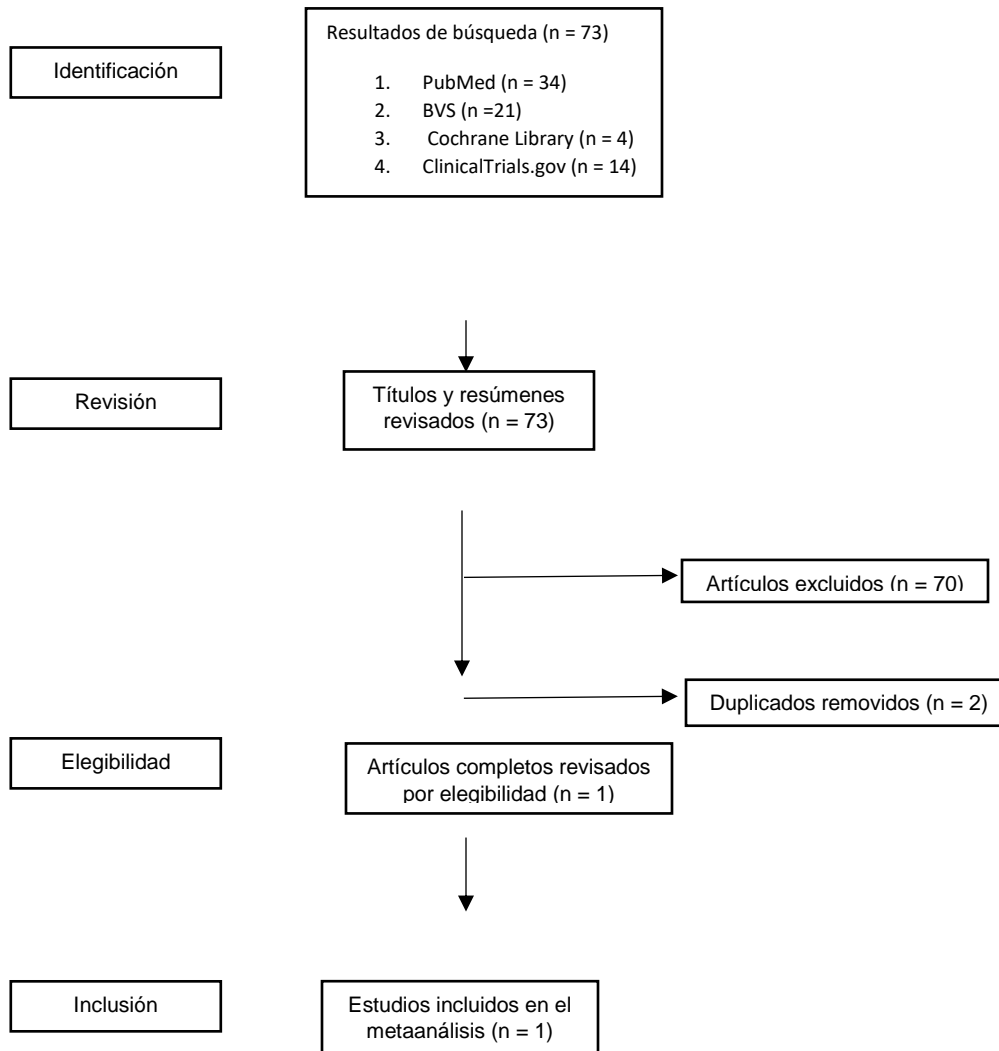 Identificación
Resultados de búsqueda (n = 73)
1. PubMed (n = 34)
2. BVS (n =21)
3. Cochrane Library (n = 4)
4. ClinicalTrials.gov (n = 14)
Revisión
Títulos y resúmenes
revisados (n = 73)
Artículos excluidos (n = 70)
Duplicados removidos (n = 2)
Elegibilidad
Artículos completos revisados
por elegibilidad (n = 1)
Inclusión
Estudios incluidos en el
metaanálisis (n = 1)